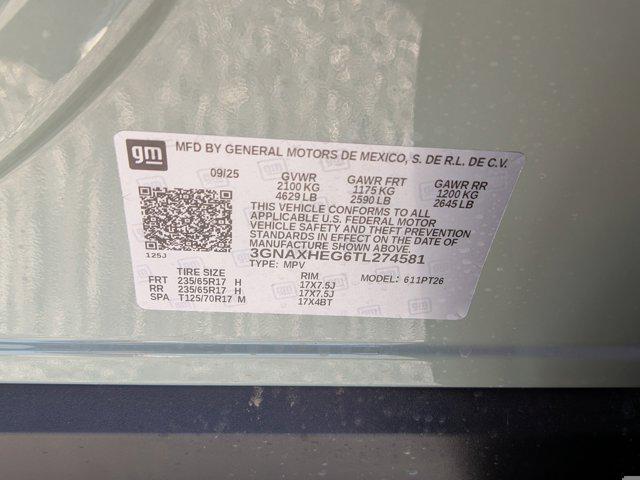 gm
MFD BY GENERAL MOTORS DE MEXICO, S. DE R.L. DE C.V.
09/25
GVWR GAWR FRT GAWR RR
2100 KG 1175 KG 1200 KG
4629 LB 2590 LB 2645 LB
THIS VEHICLE CONFORMS TO ALL
APPLICABLE U.S. FEDERAL MOTOR
VEHICLE SAFETY AND THEFT PREVENTION
STANDARDS IN EFFECT ON THE DATE OF
MANUFACTURE SHOWN ABOVE.
3GNAXHEG6TL274581
TYPE: MPV
125J
TIRE SIZE RIM MODEL: 611PT26
FRT 235/65R17 H 17X7.5J
RR 235/65R17 H 17X7.5J
SPA T125/70R17 M 17X4BT